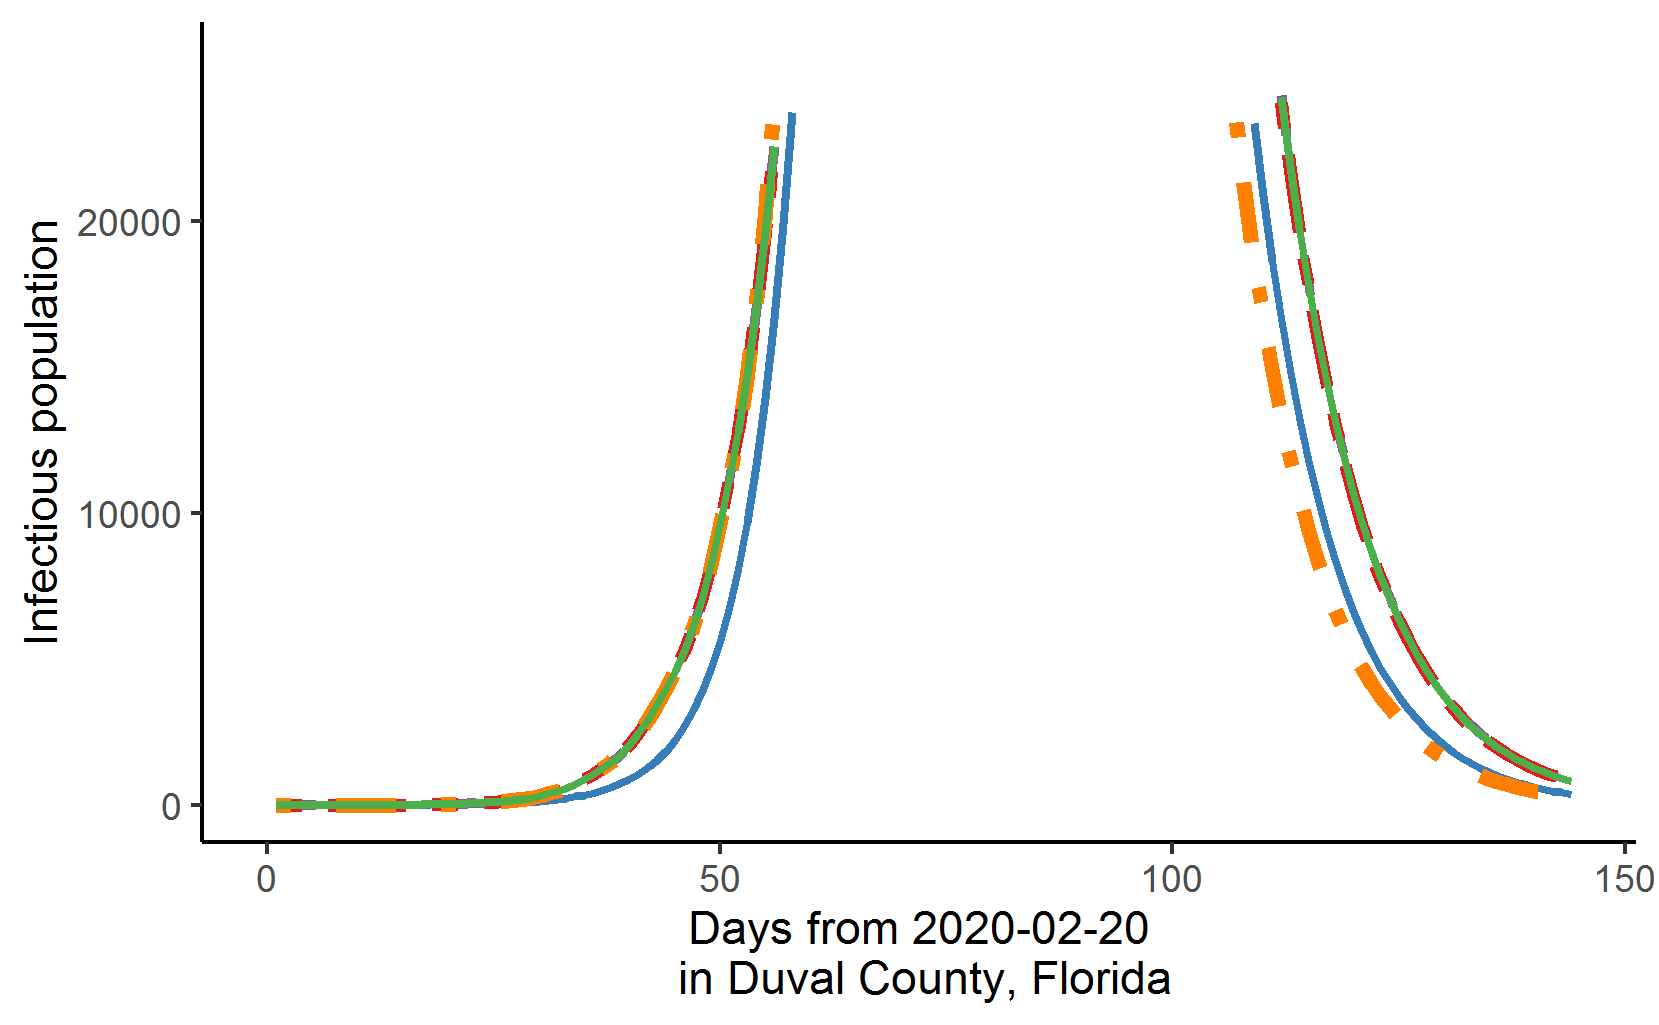 Infectious population
20000
10000
0
0
50
100
150
Days from 2020-02-20
in Duval County, Florida